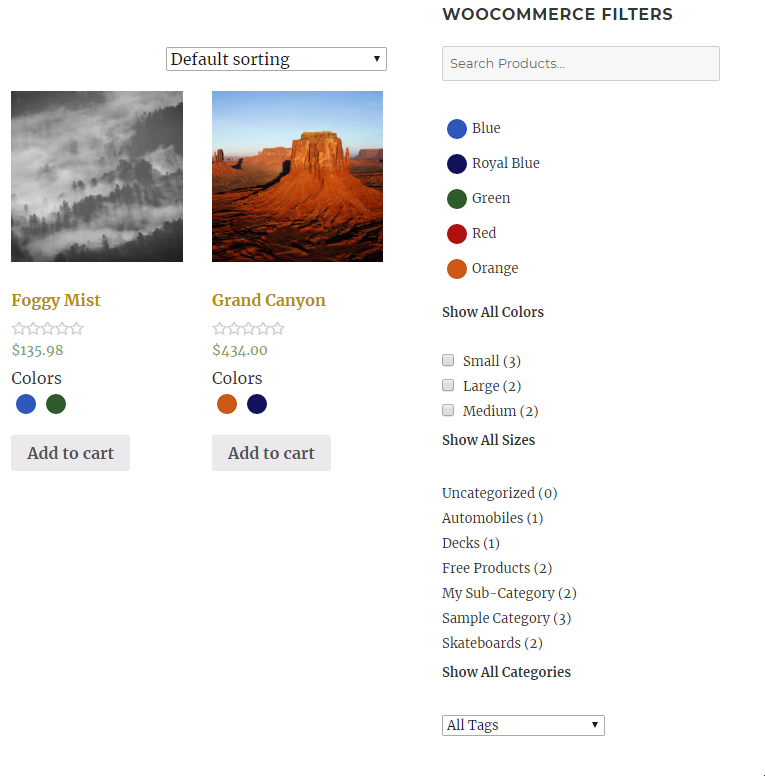 WOOCOMMERCE FILTERS
Default sorting
Search Products...
Foggy Mist
$135.98
Colors
Add to cart
Grand Canyon
$434.00
Colors
Add to cart
Blue
Royal Blue
Green
Red
Orange
Show All Colors
Small (3)
Large (2)
Medium (2)
Show All Sizes
Uncategorized (0)
Automobiles (1)
Decks (1)
Free Products (2)
My Sub-Category (2)
Sample Category (3)
Skateboards (2)
Show All Categories
All Tags